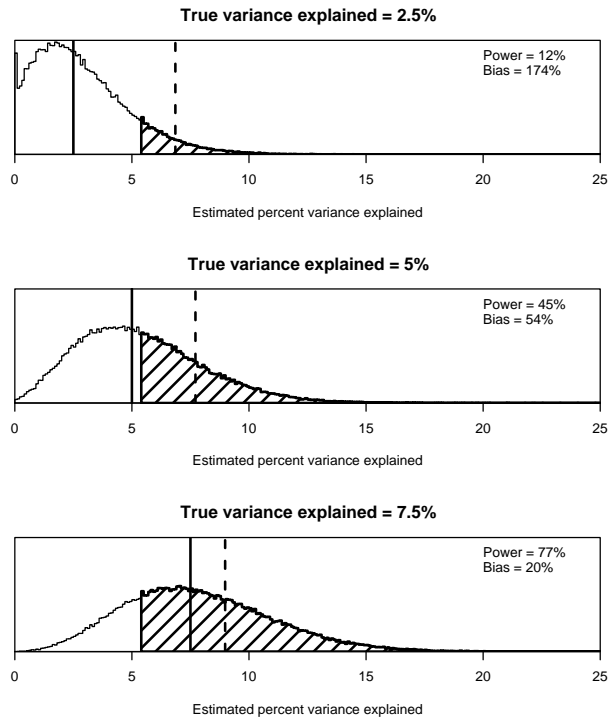 True variance explained = 2.5%
Power = 12%
Bias = 174%
0 5 10 15 20 25
Estimated percent variance explained
True variance explained = 5%
Power = 45%
Bias = 54%
0 5 10 15 20 25
Estimated percent variance explained
True variance explained = 7.5%
Power = 77%
Bias = 20%
0 5 10 15 20 25
Estimated percent variance explained